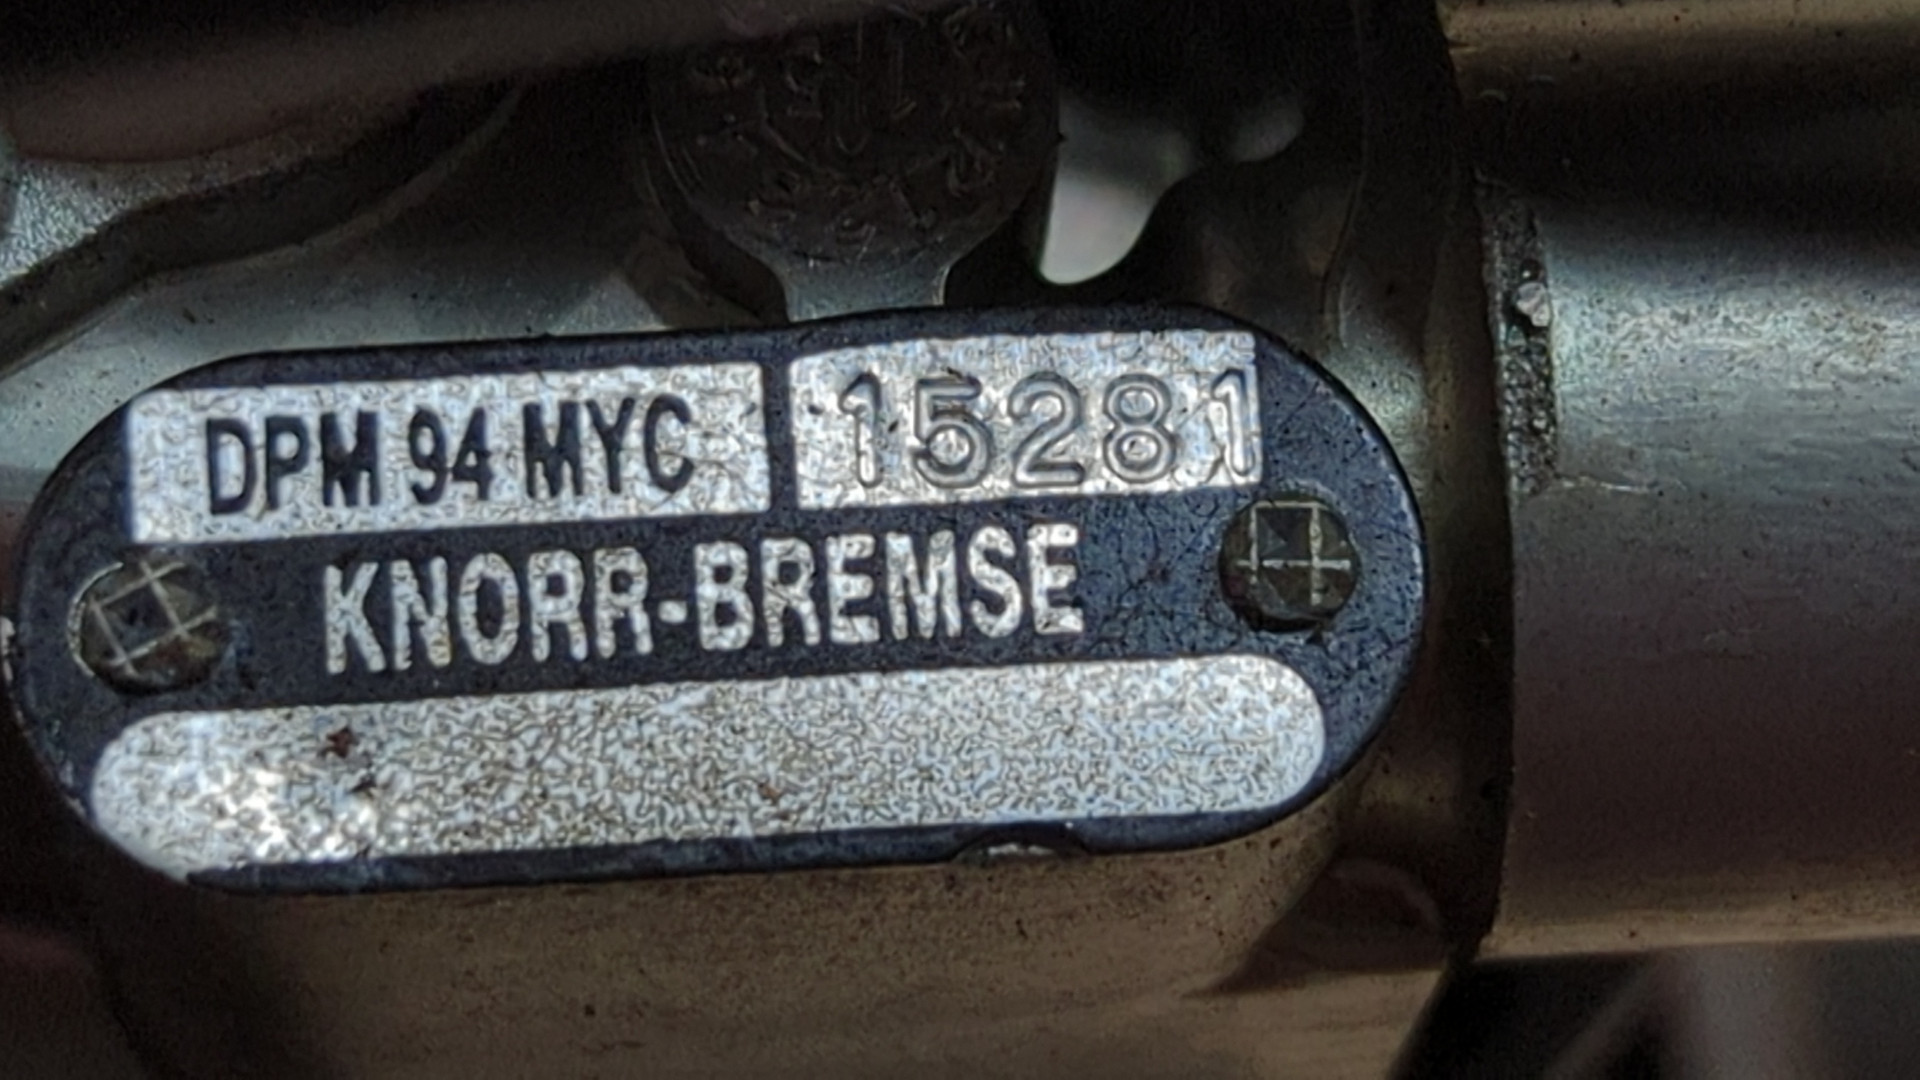 DPM 94 MYC 15281
KNORR-BREMSE